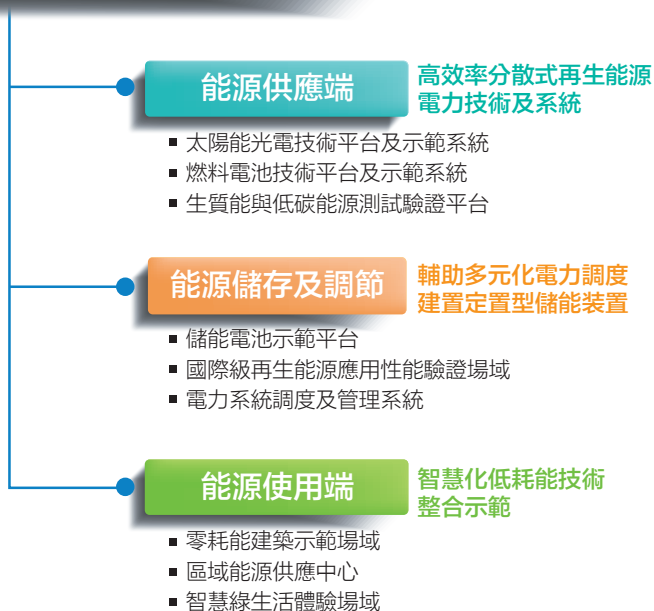 能源供應端
高效率分散式再生能源
電力技術及系統
▪ 太陽能光電技術平台及示範系統
▪ 燃料電池技術平台及示範系統
▪ 生質能與低碳能源測試驗證平台
能源儲存及調節
輔助多元化電力調度
建置定置型儲能裝置
▪ 儲能電池示範平台
▪ 國際級再生能源應用性能驗證場域
▪ 電力系統調度及管理系統
能源使用端
智慧化低耗能技術
整合示範
▪ 零耗能建築示範場域
▪ 區域能源供應中心
▪ 智慧綠生活體驗場域